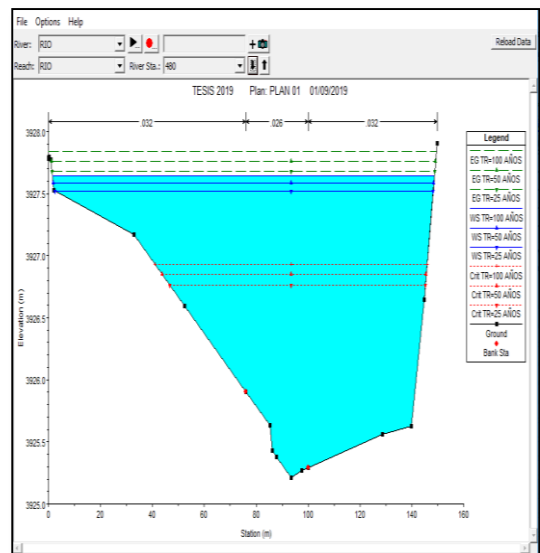 File Options Help
River: RIO
Reload Data
Reach: RIO River Sta.: 480
TESIS 2019 Plan: PLAN 01 01/09/2019
.032 .026 .032
3928.0
3927.5
3927.0
3926.5
3926.0
3925.5
3925.0
Elevation (m)
0 20 40 60 80 100 120 140 160
Station (m)
Legend
EG TR=100 AÑOS
EG TR=50 AÑOS
EG TR=25 AÑOS
WS TR=100 AÑOS
WS TR=50 AÑOS
WS TR=25 AÑOS
Crit TR=100 AÑOS
Crit TR=50 AÑOS
Crit TR=25 AÑOS
Ground
Bank Sta